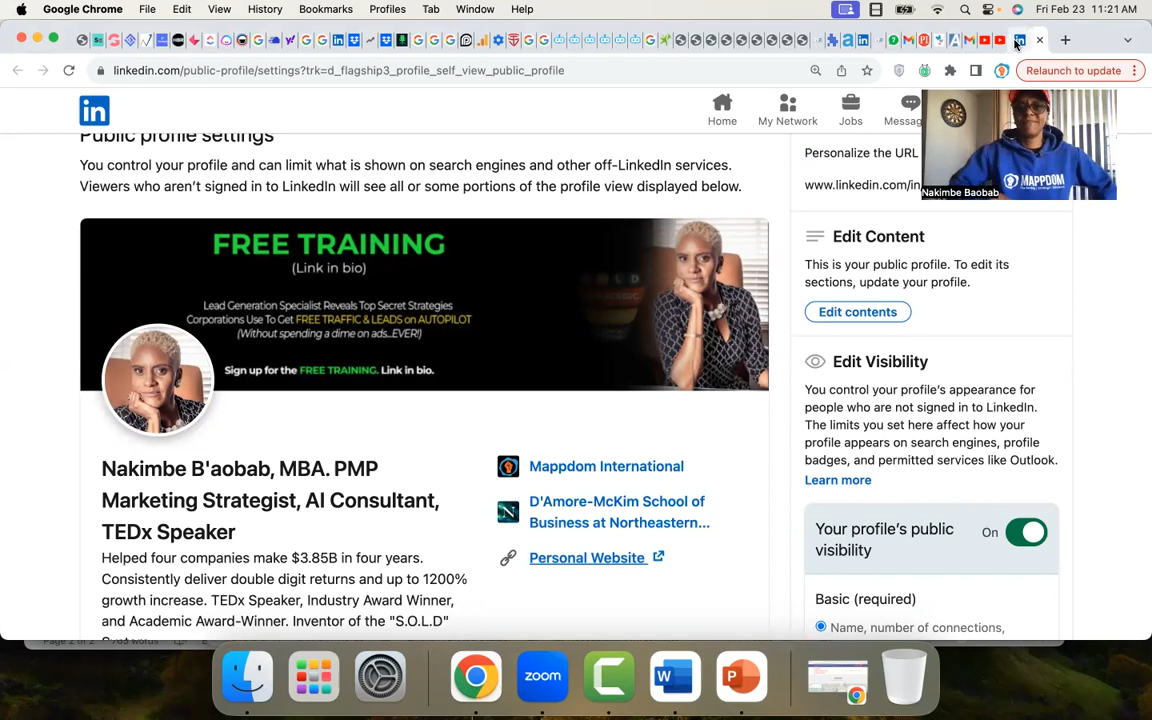 Google Chrome File Edit View History Bookmarks Profiles Tab Window Help Fri Feb 23 11:21 AM
linkedin.com/public-profile/settings?trk=d_flagship3_profile_self_view_public_profile
Relaunch to update
in
Home
My Network
Jobs
Messag
Public profile settings
You control your profile and can limit what is shown on search engines and other off-LinkedIn services.
Viewers who aren't signed in to LinkedIn will see all or some portions of the profile view displayed below.
FREE TRAINING
(Link in bio)
Lead Generation Specialist Reveals Top Secret Strategies
Corporations Use To Get FREE TRAFFIC & LEADS on AUTOPILOT
(Without spending a dime on ads...EVER!)
Sign up for the FREE TRAINING. Link in bio.
Nakimbe B'aobab, MBA. PMP
Marketing Strategist, AI Consultant,
TEDx Speaker
Helped four companies make $3.85B in four years.
Consistently deliver double digit returns and up to 1200%
growth increase. TEDx Speaker, Industry Award Winner,
and Academic Award-Winner. Inventor of the "S.O.L.D"
Mappdom International
D'Amore-McKim School of
Business at Northeastern...
Personal Website
Personalize the URL
www.linkedin.com/in
MAPPDOM
Nakimbe Baobab
Edit Content
This is your public profile. To edit its
sections, update your profile.
Edit contents
Edit Visibility
You control your profile's appearance for
people who are not signed in to LinkedIn.
The limits you set here affect how your
profile appears on search engines, profile
badges, and permitted services like Outlook.
Learn more
Your profile's public
visibility
On
Basic (required)
Name, number of connections,
zoom
C
W
P